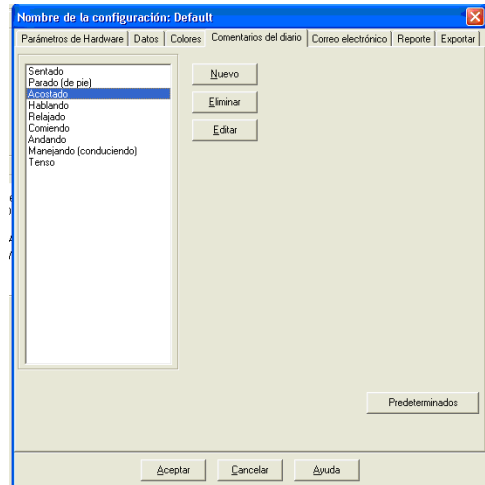 Nombre de la configuración: Default
Parámetros de Hardware Datos Colores Comentarios del diario Correo electrónico Reporte Exportar
Sentado
Parado (de pie)
Acostado
Hablando
Relajado
Comiendo
Andando
Manejando (conduciendo)
Tenso
Nuevo
Eliminar
Editar
Predeterminados
Aceptar Cancelar Ayuda